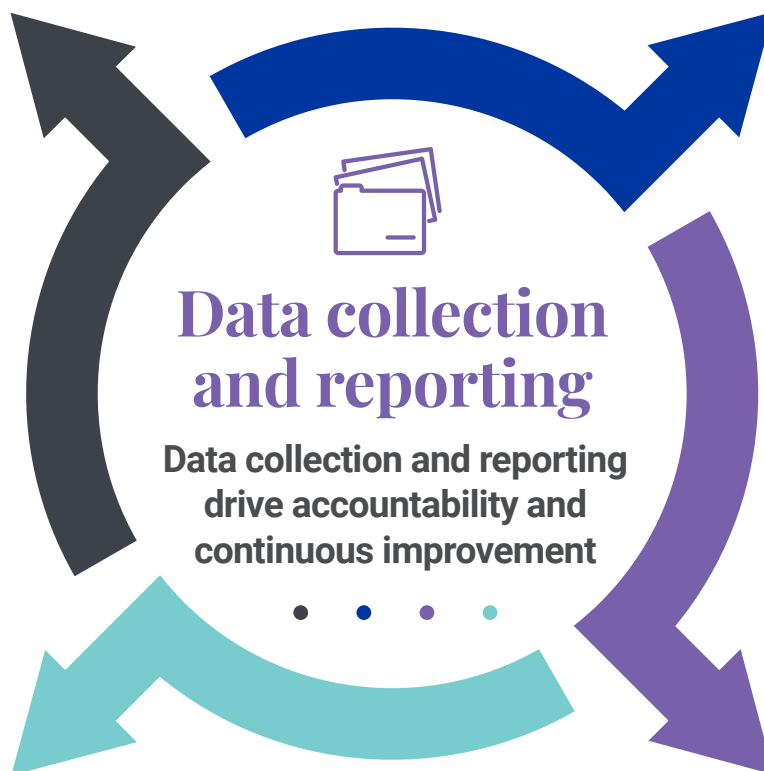 Data collection
and reporting
Data collection and reporting
drive accountability and
continuous improvement